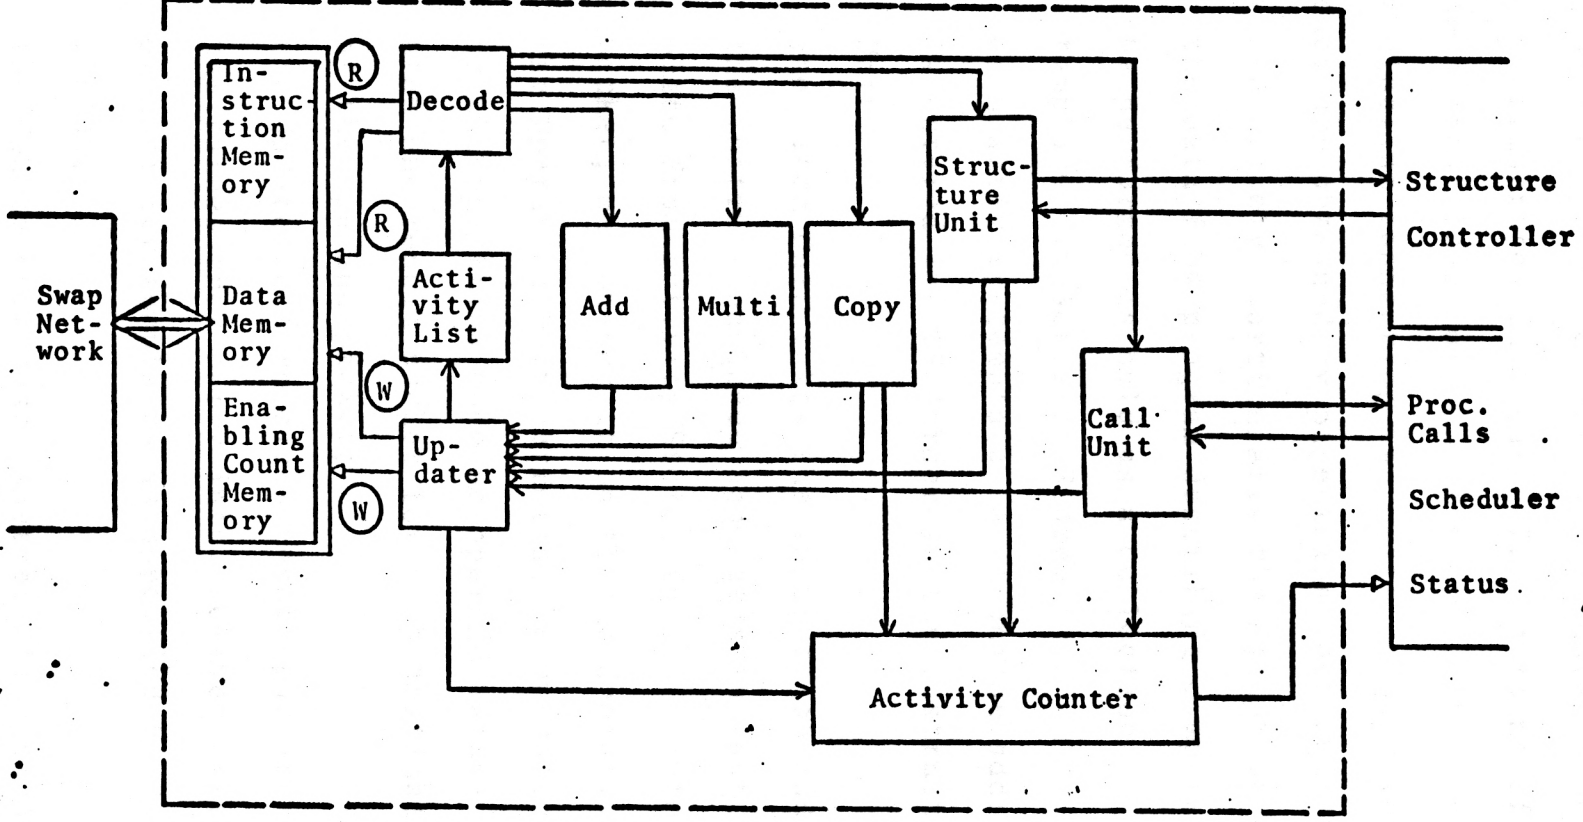 Swap
Net-
work
In-
struc-
tion
Mem-
ory
Data
Mem-
ory
Ena-
bling
Count
Mem-
ory
R
R
W
W
Decode
Acti-
vity
List
Up-
dater
Add
Multi.
Copy
Struc-
ture
Unit
Call
Unit
Activity Counter
Structure
Controller
Proc.
Calls
Scheduler
Status